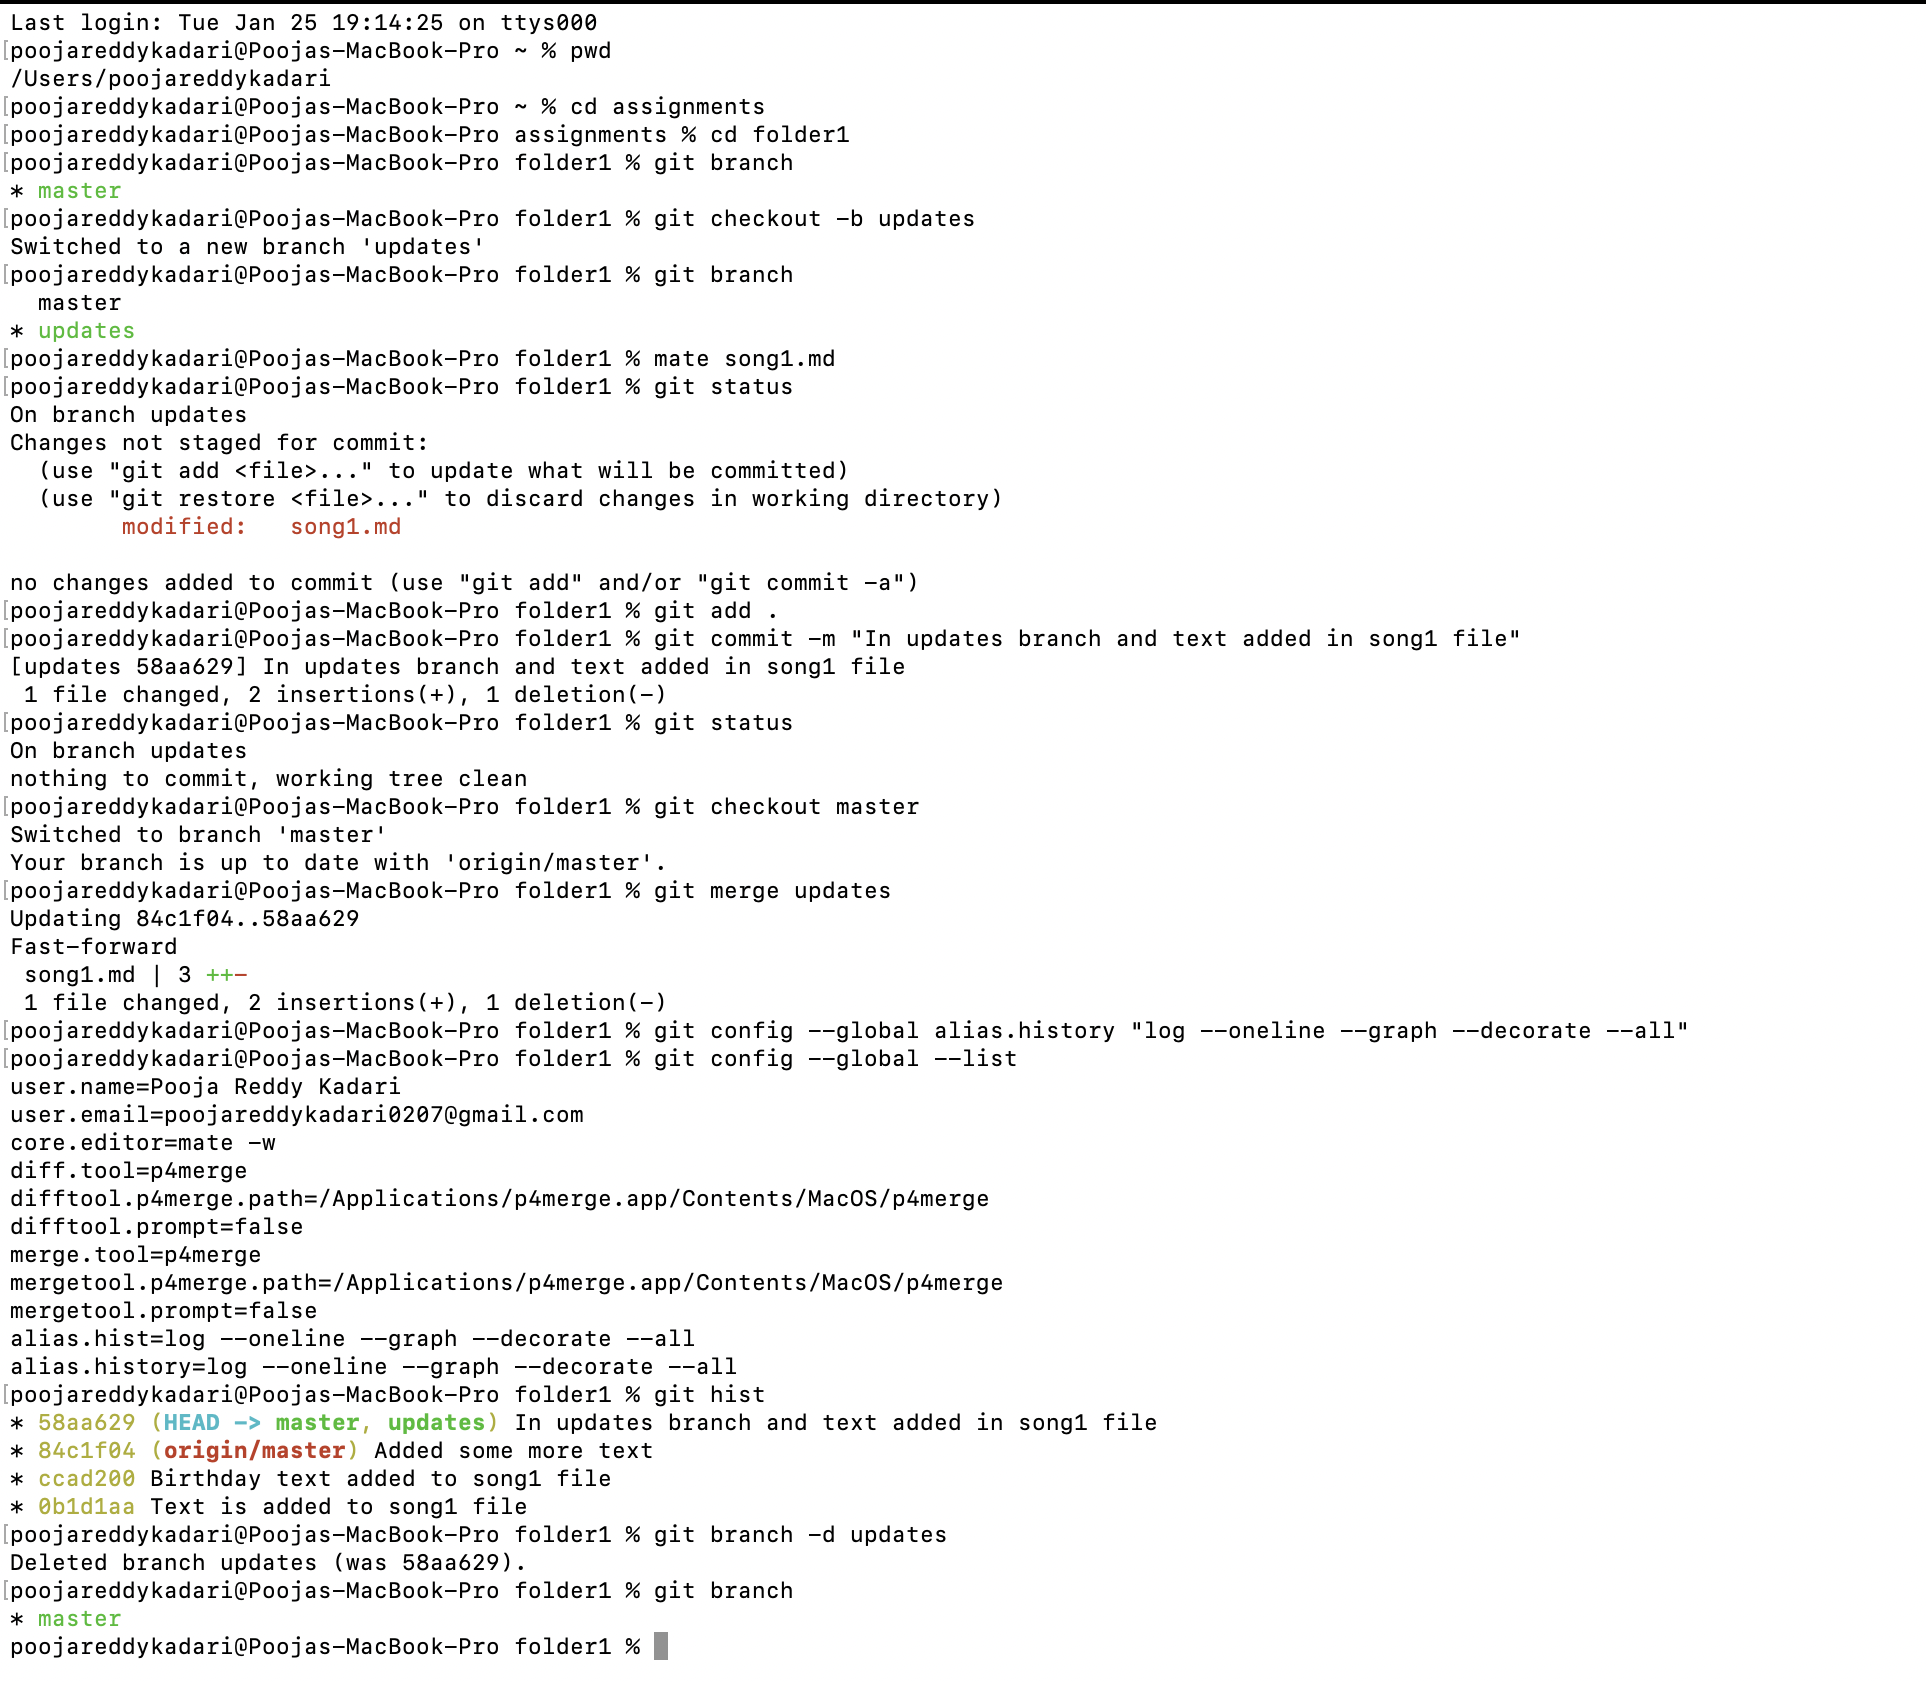 Last login: Tue Jan 25 19:14:25 on ttys000
[poojareddykadari@Poojas-MacBook-Pro ~ % pwd
/Users/poojareddykadari
[poojareddykadari@Poojas-MacBook-Pro ~ % cd assignments
[poojareddykadari@Poojas-MacBook-Pro assignments % cd folder1
[poojareddykadari@Poojas-MacBook-Pro folder1 % git branch
* master
[poojareddykadari@Poojas-MacBook-Pro folder1 % git checkout -b updates
Switched to a new branch 'updates'
[poojareddykadari@Poojas-MacBook-Pro folder1 % git branch
  master
* updates
[poojareddykadari@Poojas-MacBook-Pro folder1 % mate song1.md
[poojareddykadari@Poojas-MacBook-Pro folder1 % git status
On branch updates
Changes not staged for commit:
  (use "git add <file>..." to update what will be committed)
  (use "git restore <file>..." to discard changes in working directory)
        modified:   song1.md

no changes added to commit (use "git add" and/or "git commit -a")
[poojareddykadari@Poojas-MacBook-Pro folder1 % git add .
[poojareddykadari@Poojas-MacBook-Pro folder1 % git commit -m "In updates branch and text added in song1 file"
[updates 58aa629] In updates branch and text added in song1 file
 1 file changed, 2 insertions(+), 1 deletion(-)
[poojareddykadari@Poojas-MacBook-Pro folder1 % git status
On branch updates
nothing to commit, working tree clean
[poojareddykadari@Poojas-MacBook-Pro folder1 % git checkout master
Switched to branch 'master'
Your branch is up to date with 'origin/master'.
[poojareddykadari@Poojas-MacBook-Pro folder1 % git merge updates
Updating 84c1f04..58aa629
Fast-forward
 song1.md | 3 ++-
 1 file changed, 2 insertions(+), 1 deletion(-)
[poojareddykadari@Poojas-MacBook-Pro folder1 % git config --global alias.history "log --oneline --graph --decorate --all"
[poojareddykadari@Poojas-MacBook-Pro folder1 % git config --global --list
user.name=Pooja Reddy Kadari
user.email=poojareddykadari0207@gmail.com
core.editor=mate -w
diff.tool=p4merge
difftool.p4merge.path=/Applications/p4merge.app/Contents/MacOS/p4merge
difftool.prompt=false
merge.tool=p4merge
mergetool.p4merge.path=/Applications/p4merge.app/Contents/MacOS/p4merge
mergetool.prompt=false
alias.hist=log --oneline --graph --decorate --all
alias.history=log --oneline --graph --decorate --all
[poojareddykadari@Poojas-MacBook-Pro folder1 % git hist
* 58aa629 (HEAD -> master, updates) In updates branch and text added in song1 file
* 84c1f04 (origin/master) Added some more text
* ccad200 Birthday text added to song1 file
* 0b1d1aa Text is added to song1 file
[poojareddykadari@Poojas-MacBook-Pro folder1 % git branch -d updates
Deleted branch updates (was 58aa629).
[poojareddykadari@Poojas-MacBook-Pro folder1 % git branch
* master
poojareddykadari@Poojas-MacBook-Pro folder1 %